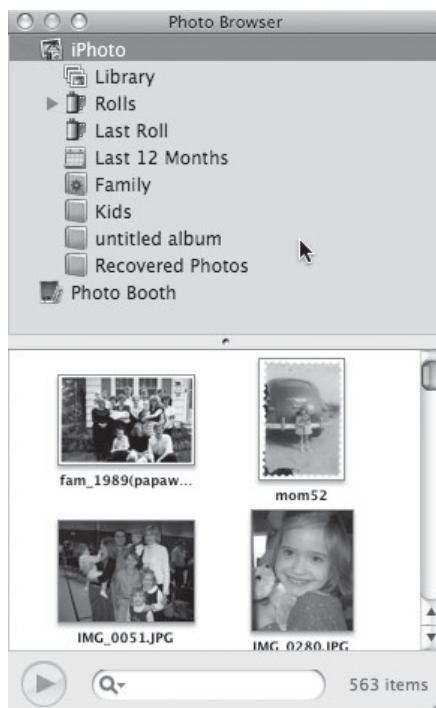 Photo Browser
iPhoto
Library
Rolls
Last Roll
Last 12 Months
Family
Kids
untitled album
Recovered Photos
Photo Booth
fam_1989(papaw...
mom52
IMG_0051.JPG
IMG_0280.JPG
563 items